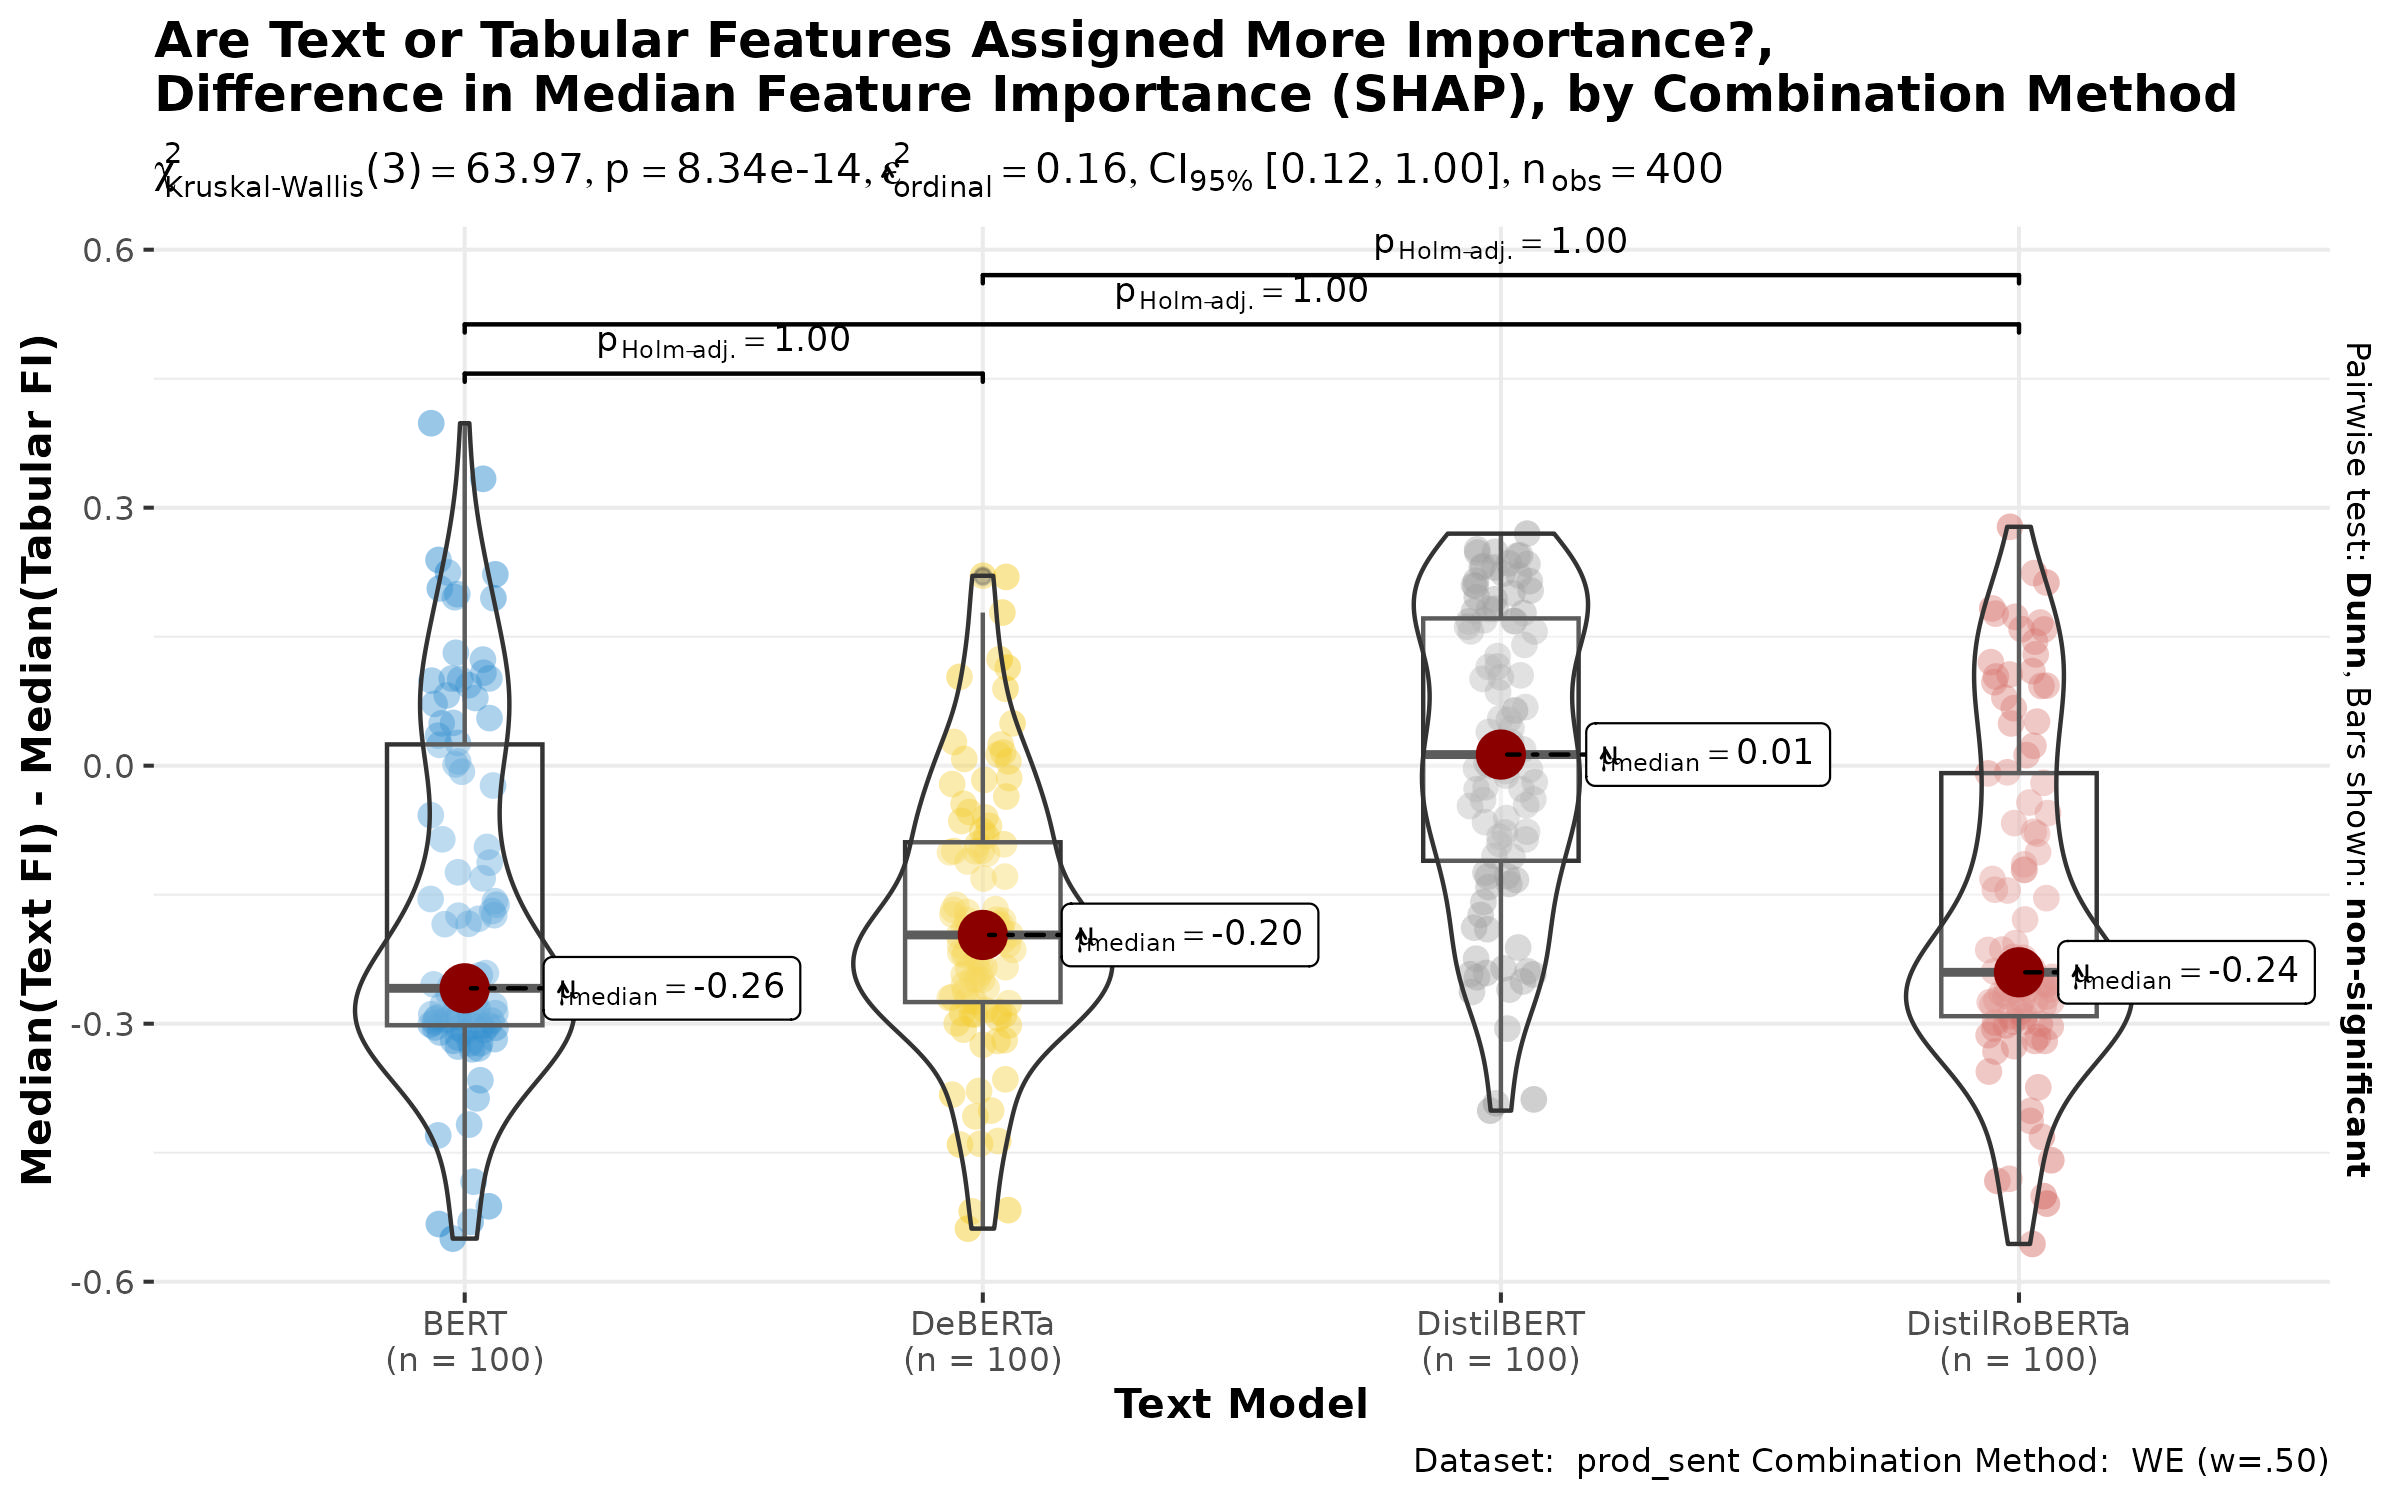 Are Text or Tabular Features Assigned More Importance?,
Difference in Median Feature Importance (SHAP), by Combination Method
χ²Kruskal-Wallis(3) = 63.97, p = 8.34e-14, ε̂²ordinal = 0.16, CI95% [0.12, 1.00], nobs = 400
pHolm-adj. = 1.00
pHolm-adj. = 1.00
pHolm-adj. = 1.00
0.6
0.3
0.0
-0.3
-0.6
Median(Text FI) - Median(Tabular FI)
μ̂median = -0.26
μ̂median = -0.20
μ̂median = 0.01
μ̂median = -0.24
Pairwise test: Dunn, Bars shown: non-significant
BERT
(n = 100)
DeBERTa
(n = 100)
DistilBERT
(n = 100)
DistilRoBERTa
(n = 100)
Text Model
Dataset:  prod_sent Combination Method:  WE (w=.50)